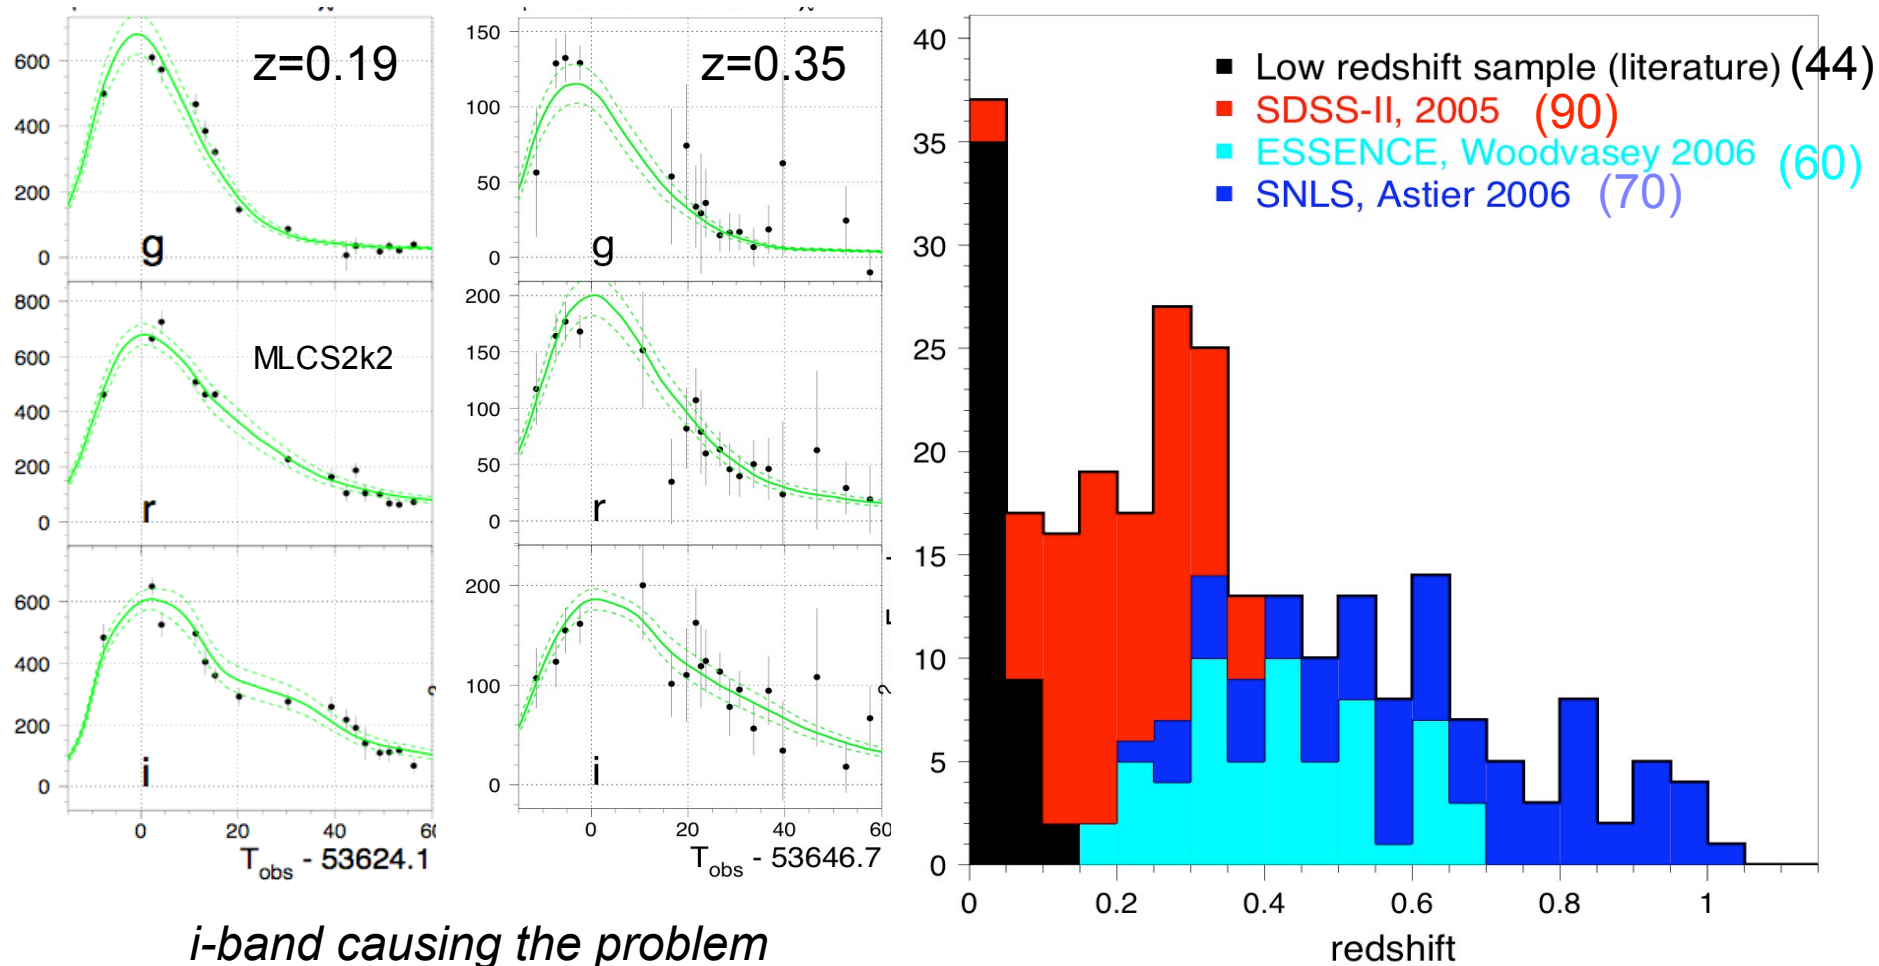 z=0.19
600
400
200
0
g
800
600
400
200
0
MLCS2k2
r
600
400
200
0
i
0 20 40 60
T_obs - 53624.1
z=0.35
150
100
50
0
g
200
150
100
50
0
r
200
100
0
i
0 20 40 60
T_obs - 53646.7
i-band causing the problem
40
35
30
25
20
15
10
5
0
Low redshift sample (literature) (44)
SDSS-II, 2005 (90)
ESSENCE, Woodvasey 2006 (60)
SNLS, Astier 2006 (70)
0 0.2 0.4 0.6 0.8 1
redshift